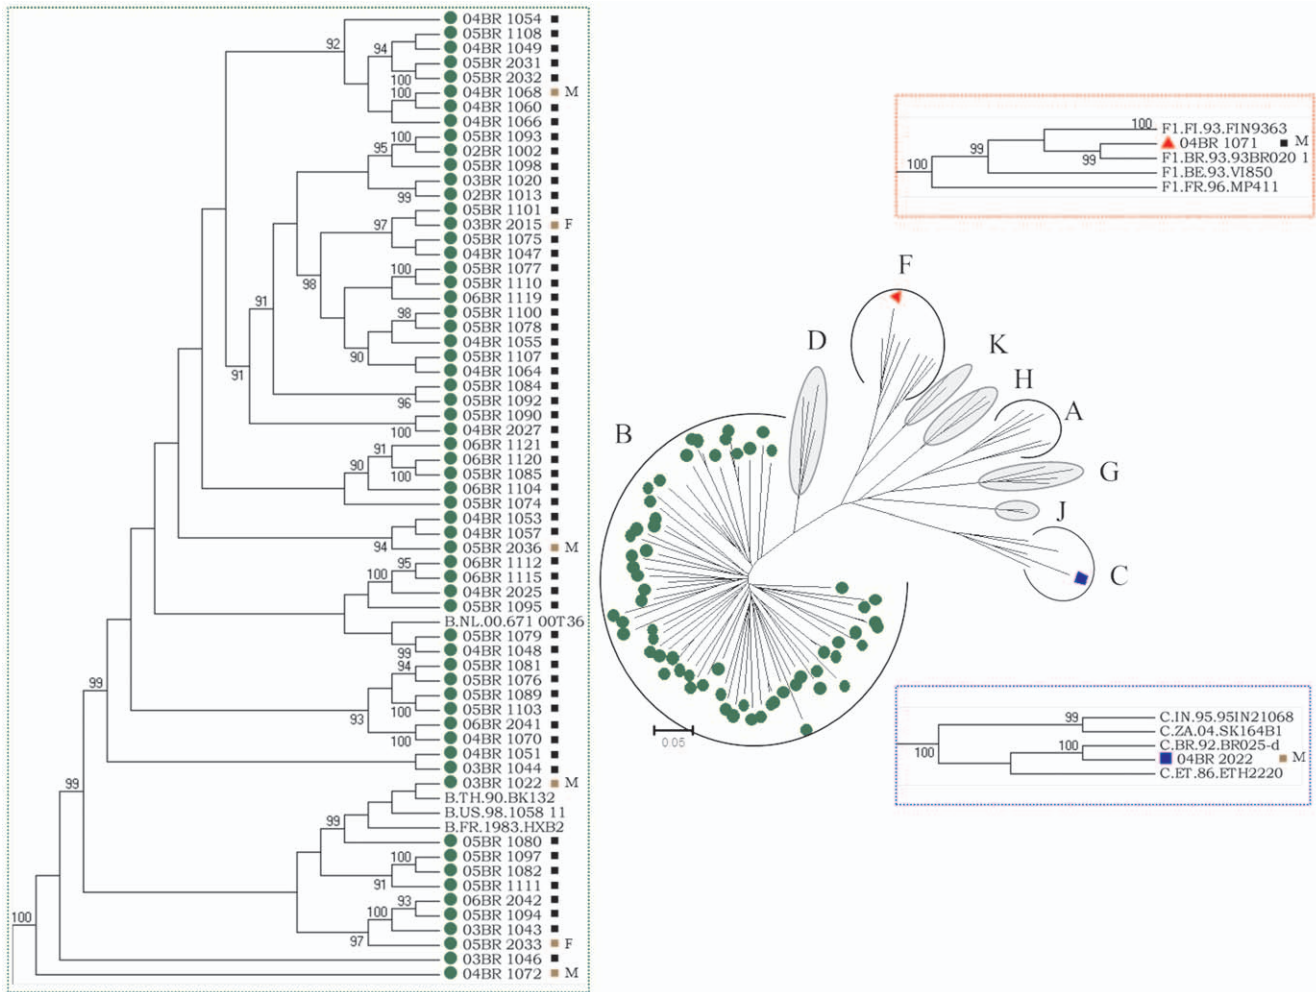 04BR 1054
92
05BR 1108
94
04BR 1049
05BR 2031
100
05BR 2032
100
04BR 1068 M
04BR 1060
04BR 1066
100
05BR 1093
95
02BR 1002
05BR 1098
03BR 1020
99
02BR 1013
05BR 1101
97
03BR 2015 F
05BR 1075
04BR 1047
98
100
05BR 1077
05BR 1110
06BR 1119
91
98
05BR 1100
05BR 1078
04BR 1055
90
05BR 1107
04BR 1064
91
05BR 1084
96
05BR 1092
05BR 1090
100
04BR 2027
06BR 1121
91
06BR 1120
90
100
05BR 1085
06BR 1104
05BR 1074
04BR 1053
04BR 1057
94
05BR 2036 M
95
06BR 1112
100
06BR 1115
04BR 2025
05BR 1095
B.NL.00.671 00T36
05BR 1079
99
04BR 1048
94
05BR 1081
05BR 1076
99
05BR 1089
100
05BR 1103
93
06BR 2041
100
04BR 1070
04BR 1051
03BR 1044
99
03BR 1022 M
B.TH.90.BK132
B.US.98.1058 11
99
B.FR.1983.HXB2
05BR 1080
100
05BR 1097
05BR 1082
91
05BR 1111
93
06BR 2042
100
05BR 1094
03BR 1043
97
05BR 2033 F
100
03BR 1046
04BR 1072 M
100
F1.FI.93.FIN9363
99
04BR 1071 M
100
99
F1.BR.93.93BR020 1
F1.BE.93.VI850
F1.FR.96.MP411
F
D
K
H
A
B
G
J
C
0.05
99
C.IN.95.95IN21068
C.ZA.04.SK164B1
100
100
C.BR.92.BR025-d
04BR 2022 M
C.ET.86.ETH2220